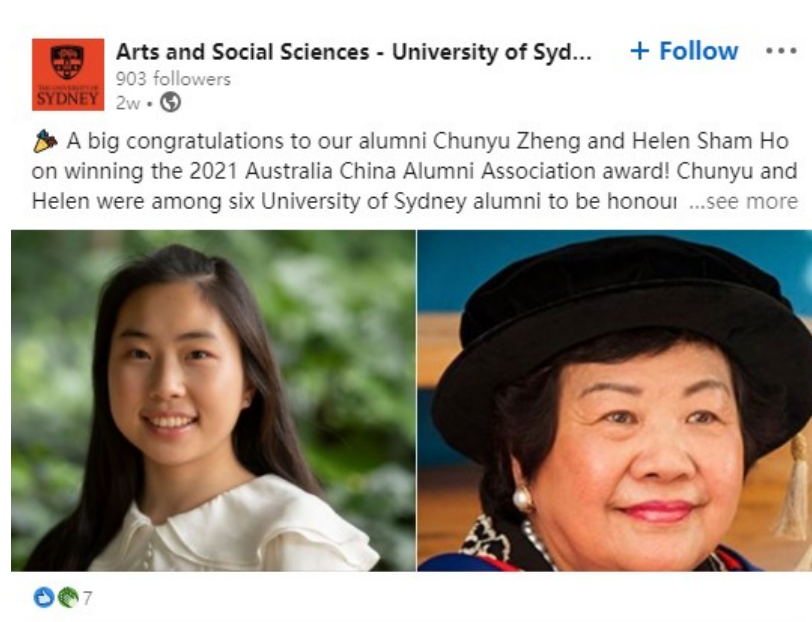 Arts and Social Sciences - University of Syd...
+ Follow
903 followers
2w
SYDNEY
A big congratulations to our alumni Chunyu Zheng and Helen Sham Ho
on winning the 2021 Australia China Alumni Association award! Chunyu and
Helen were among six University of Sydney alumni to be honour ...see more
7